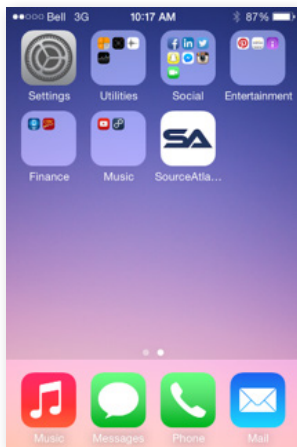 Bell 3G 10:17 AM 87%
Settings Utilities Social Entertainment
SA
Finance Music SourceAtla...
Music Messages Phone Mail